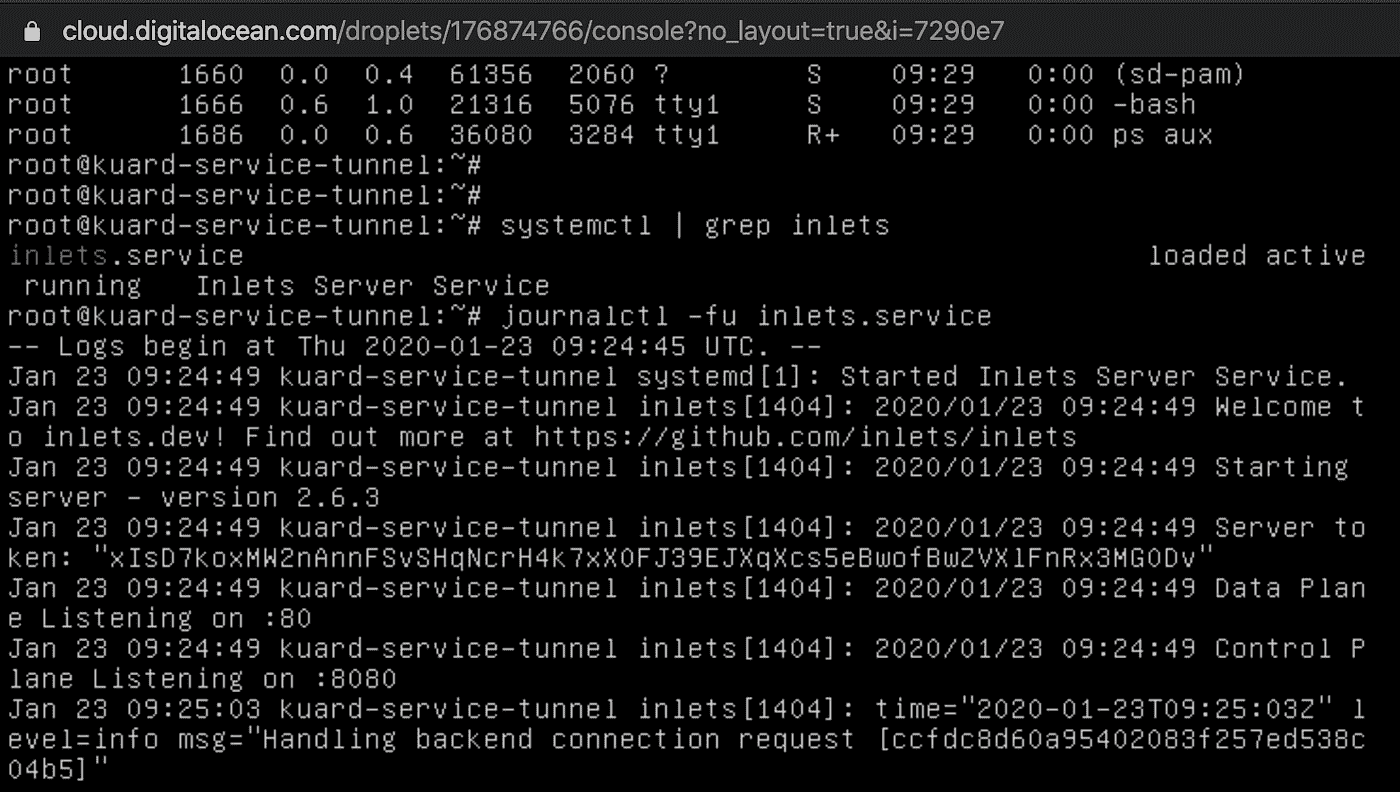 cloud.digitalocean.com/droplets/176874766/console?no_layout=true&i=7290e7
root 1660 0.0 0.4 61356 2060 ? S 09:29 0:00 (sd-pam)
root 1666 0.6 1.0 21316 5076 tty1 S 09:29 0:00 -bash
root 1686 0.0 0.6 36080 3284 tty1 R+ 09:29 0:00 ps aux
root@kuard-service-tunnel:~#
root@kuard-service-tunnel:~#
root@kuard-service-tunnel:~# systemctl | grep inlets
inlets.service loaded active
running Inlets Server Service
root@kuard-service-tunnel:~# journalctl -fu inlets.service
-- Logs begin at Thu 2020-01-23 09:24:45 UTC. --
Jan 23 09:24:49 kuard-service-tunnel systemd[1]: Started Inlets Server Service.
Jan 23 09:24:49 kuard-service-tunnel inlets[1404]: 2020/01/23 09:24:49 Welcome t
o inlets.dev! Find out more at https://github.com/inlets/inlets
Jan 23 09:24:49 kuard-service-tunnel inlets[1404]: 2020/01/23 09:24:49 Starting
server - version 2.6.3
Jan 23 09:24:49 kuard-service-tunnel inlets[1404]: 2020/01/23 09:24:49 Server to
ken: "xIsD7koxMW2nAnnFSvSHqNcrH4k7xXOFJ39EJXqXcs5eBwofBwZVXlFnRx3MGODv"
Jan 23 09:24:49 kuard-service-tunnel inlets[1404]: 2020/01/23 09:24:49 Data Plan
e Listening on :80
Jan 23 09:24:49 kuard-service-tunnel inlets[1404]: 2020/01/23 09:24:49 Control P
lane Listening on :8080
Jan 23 09:25:03 kuard-service-tunnel inlets[1404]: time="2020-01-23T09:25:03Z" l
evel=info msg="Handling backend connection request [ccfdc8d60a95402083f257ed538c
04b5]"